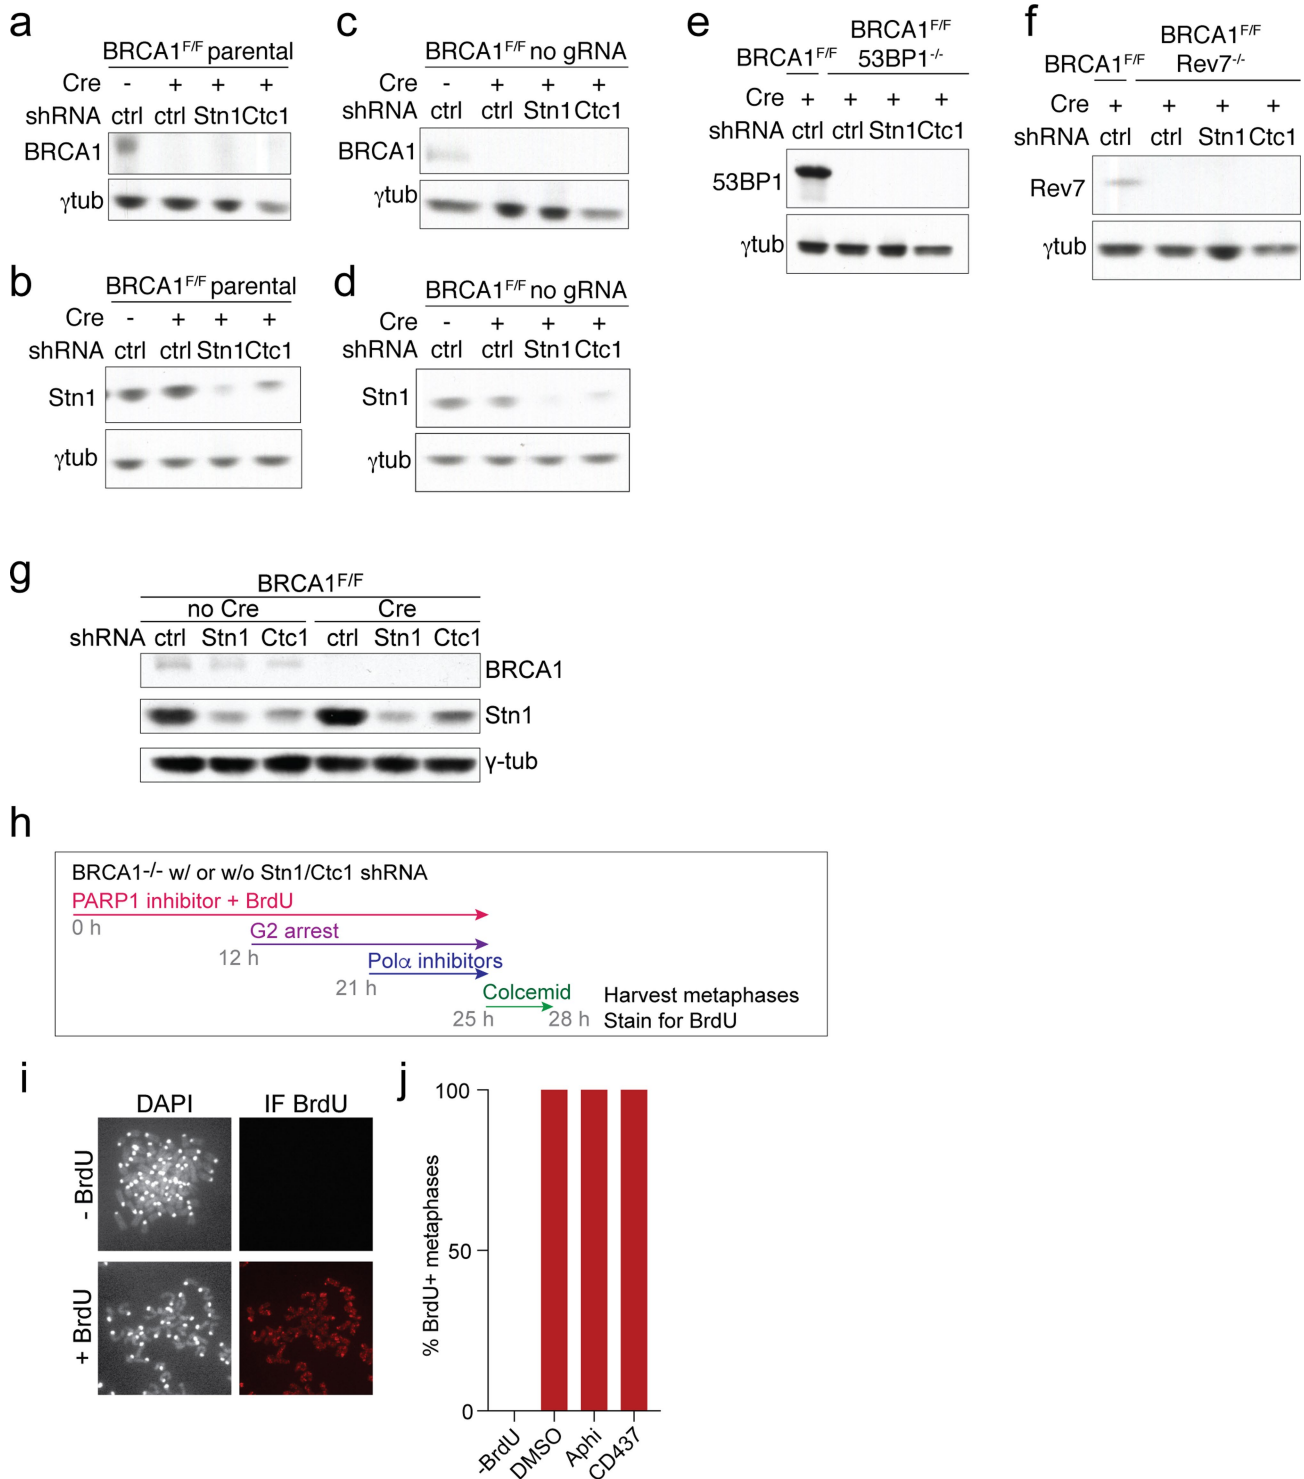 a
BRCA1F/F parental
Cre - + + +
shRNA ctrl ctrl Stn1 Ctc1
BRCA1
γtub
b
BRCA1F/F parental
Cre - + + +
shRNA ctrl ctrl Stn1 Ctc1
Stn1
γtub
c
BRCA1F/F no gRNA
Cre - + + +
shRNA ctrl ctrl Stn1 Ctc1
BRCA1
γtub
d
BRCA1F/F no gRNA
Cre - + + +
shRNA ctrl ctrl Stn1 Ctc1
Stn1
γtub
e
BRCA1F/F
BRCA1F/F 53BP1-/-
Cre + + + +
shRNA ctrl ctrl Stn1 Ctc1
53BP1
γtub
f
BRCA1F/F
BRCA1F/F Rev7-/-
Cre + + + +
shRNA ctrl ctrl Stn1 Ctc1
Rev7
γtub
g
BRCA1F/F
no Cre Cre
shRNA ctrl Stn1 Ctc1 ctrl Stn1 Ctc1
BRCA1
Stn1
γ-tub
h
BRCA1-/- w/ or w/o Stn1/Ctc1 shRNA
PARP1 inhibitor + BrdU
0 h
G2 arrest
12 h
Polα inhibitors
21 h
Colcemid
25 h 28 h
Harvest metaphases
Stain for BrdU
i
DAPI IF BrdU
- BrdU
+ BrdU
j
% BrdU+ metaphases
100
50
0
-BrdU DMSO Aphi CD437